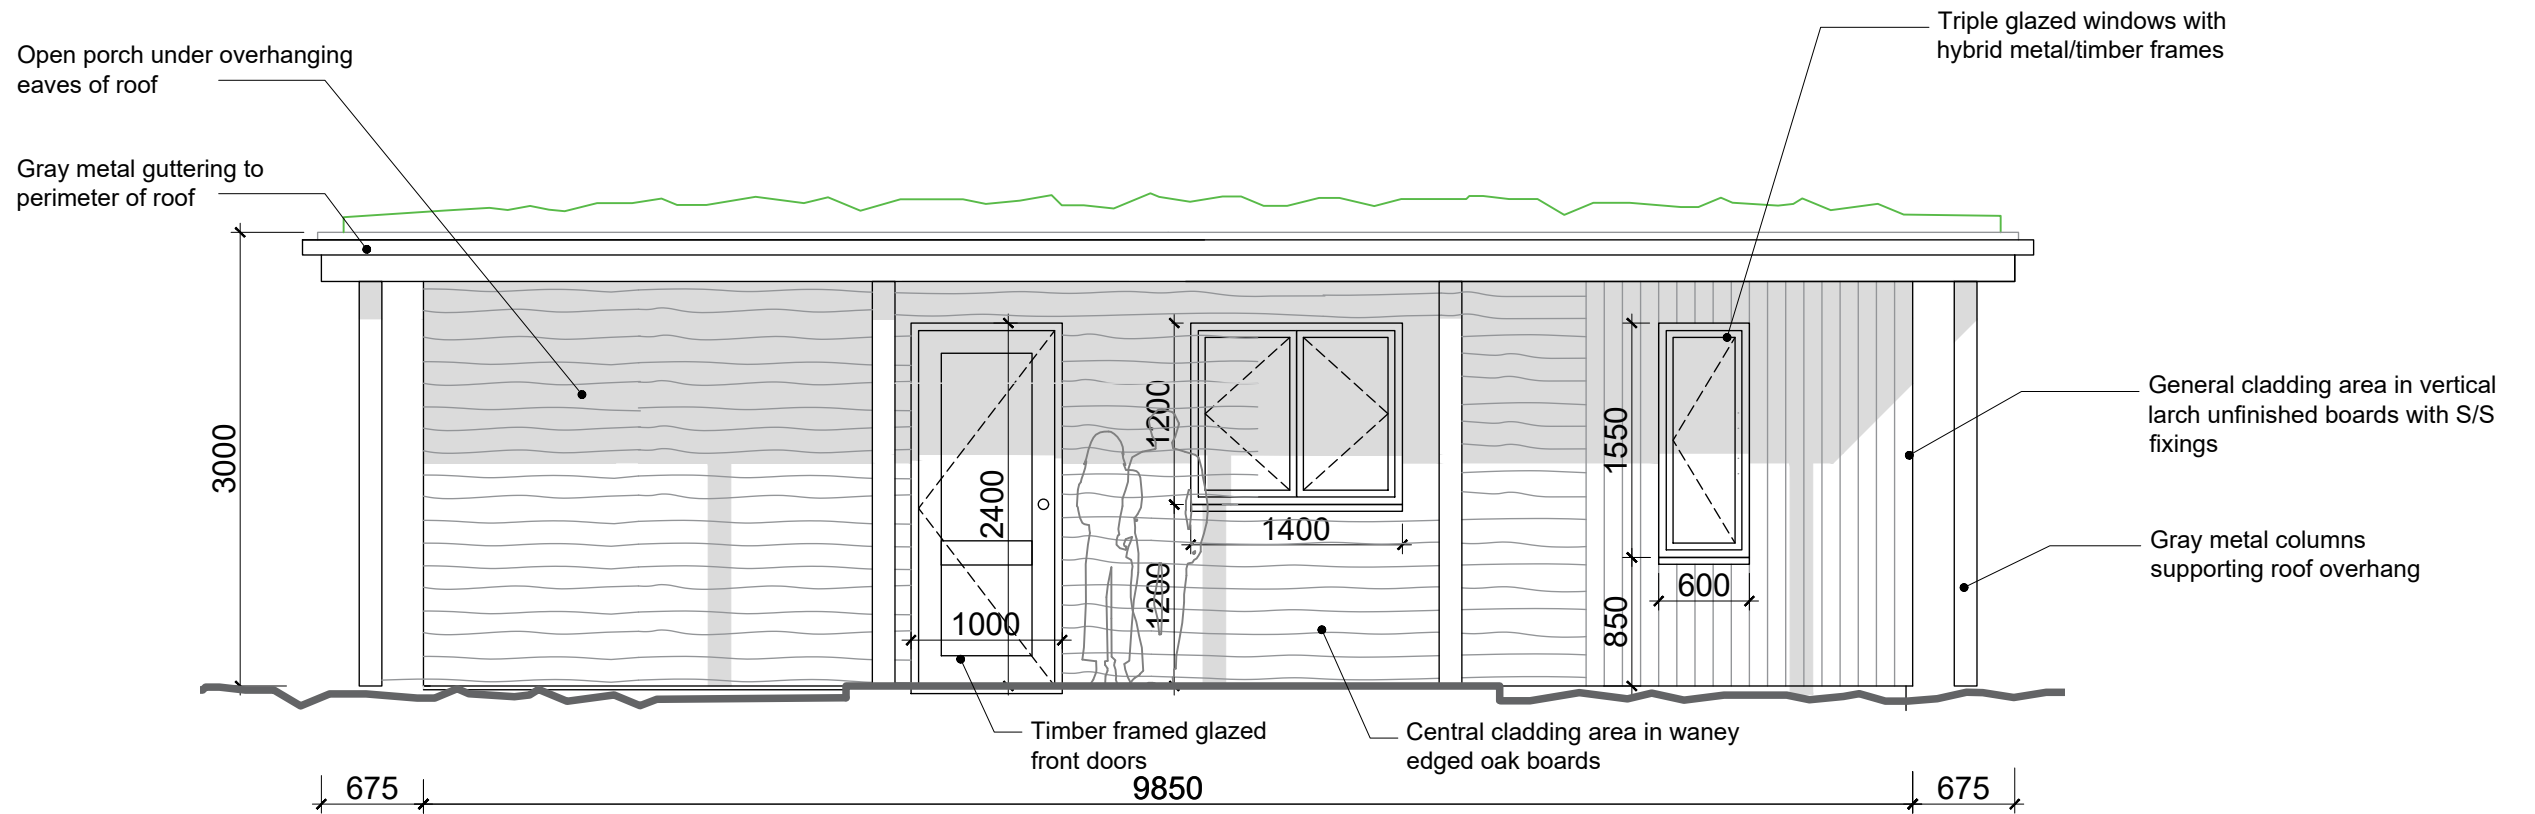 Open porch under overhanging
eaves of roof
Gray metal guttering to
perimeter of roof
Triple glazed windows with
hybrid metal/timber frames
General cladding area in vertical
larch unfinished boards with S/S
fixings
Gray metal columns
supporting roof overhang
3000
2400
1000
1200
1200
1400
1550
850
600
Timber framed glazed
front doors
Central cladding area in waney
edged oak boards
675
9850
675